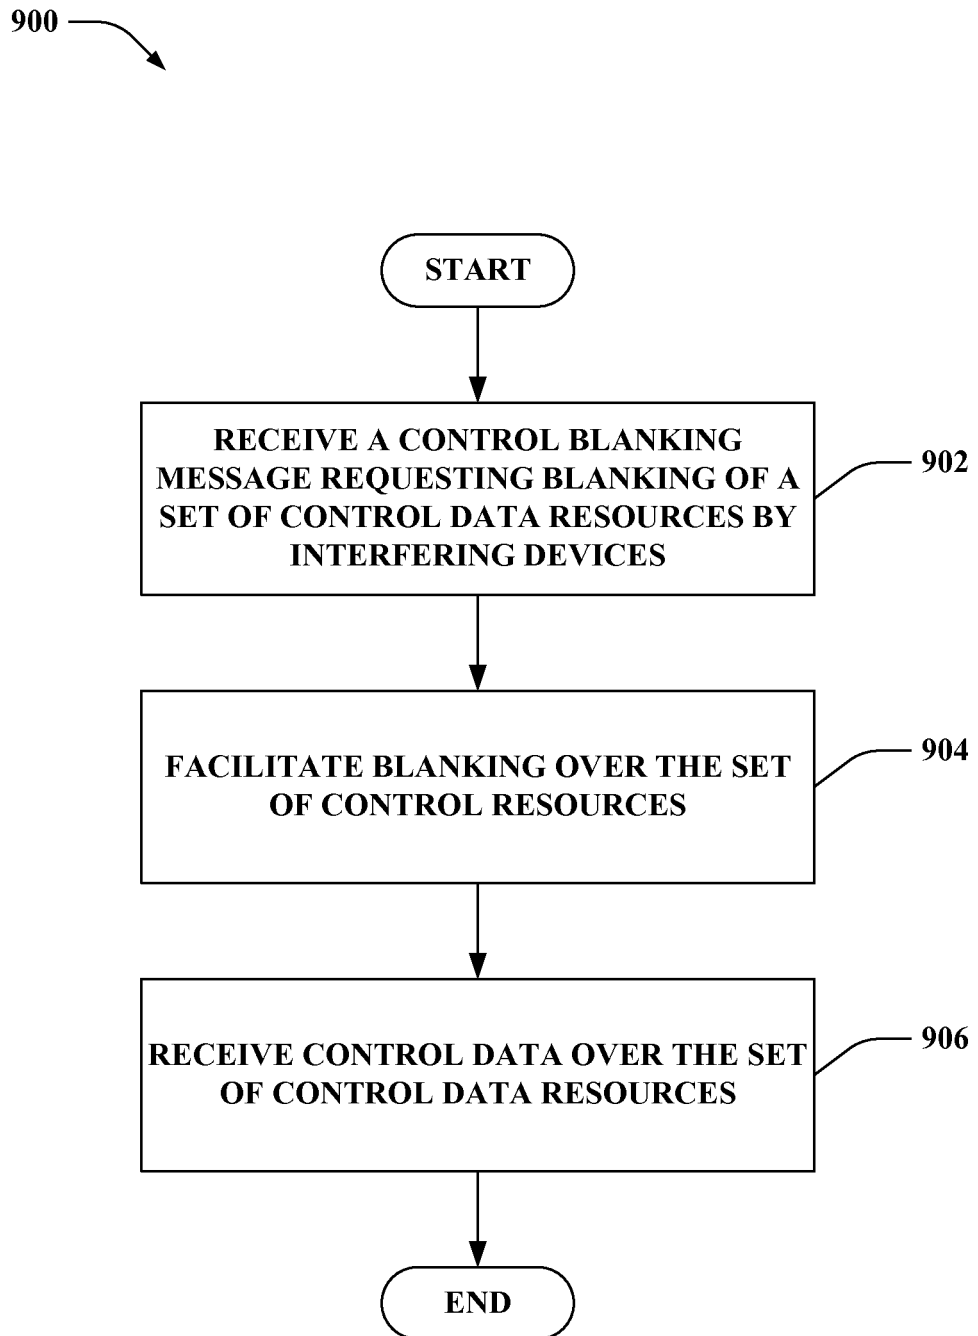 900
START
RECEIVE A CONTROL BLANKING
MESSAGE REQUESTING BLANKING OF A
SET OF CONTROL DATA RESOURCES BY
INTERFERING DEVICES
902
FACILITATE BLANKING OVER THE SET
OF CONTROL RESOURCES
904
RECEIVE CONTROL DATA OVER THE SET
OF CONTROL DATA RESOURCES
906
END